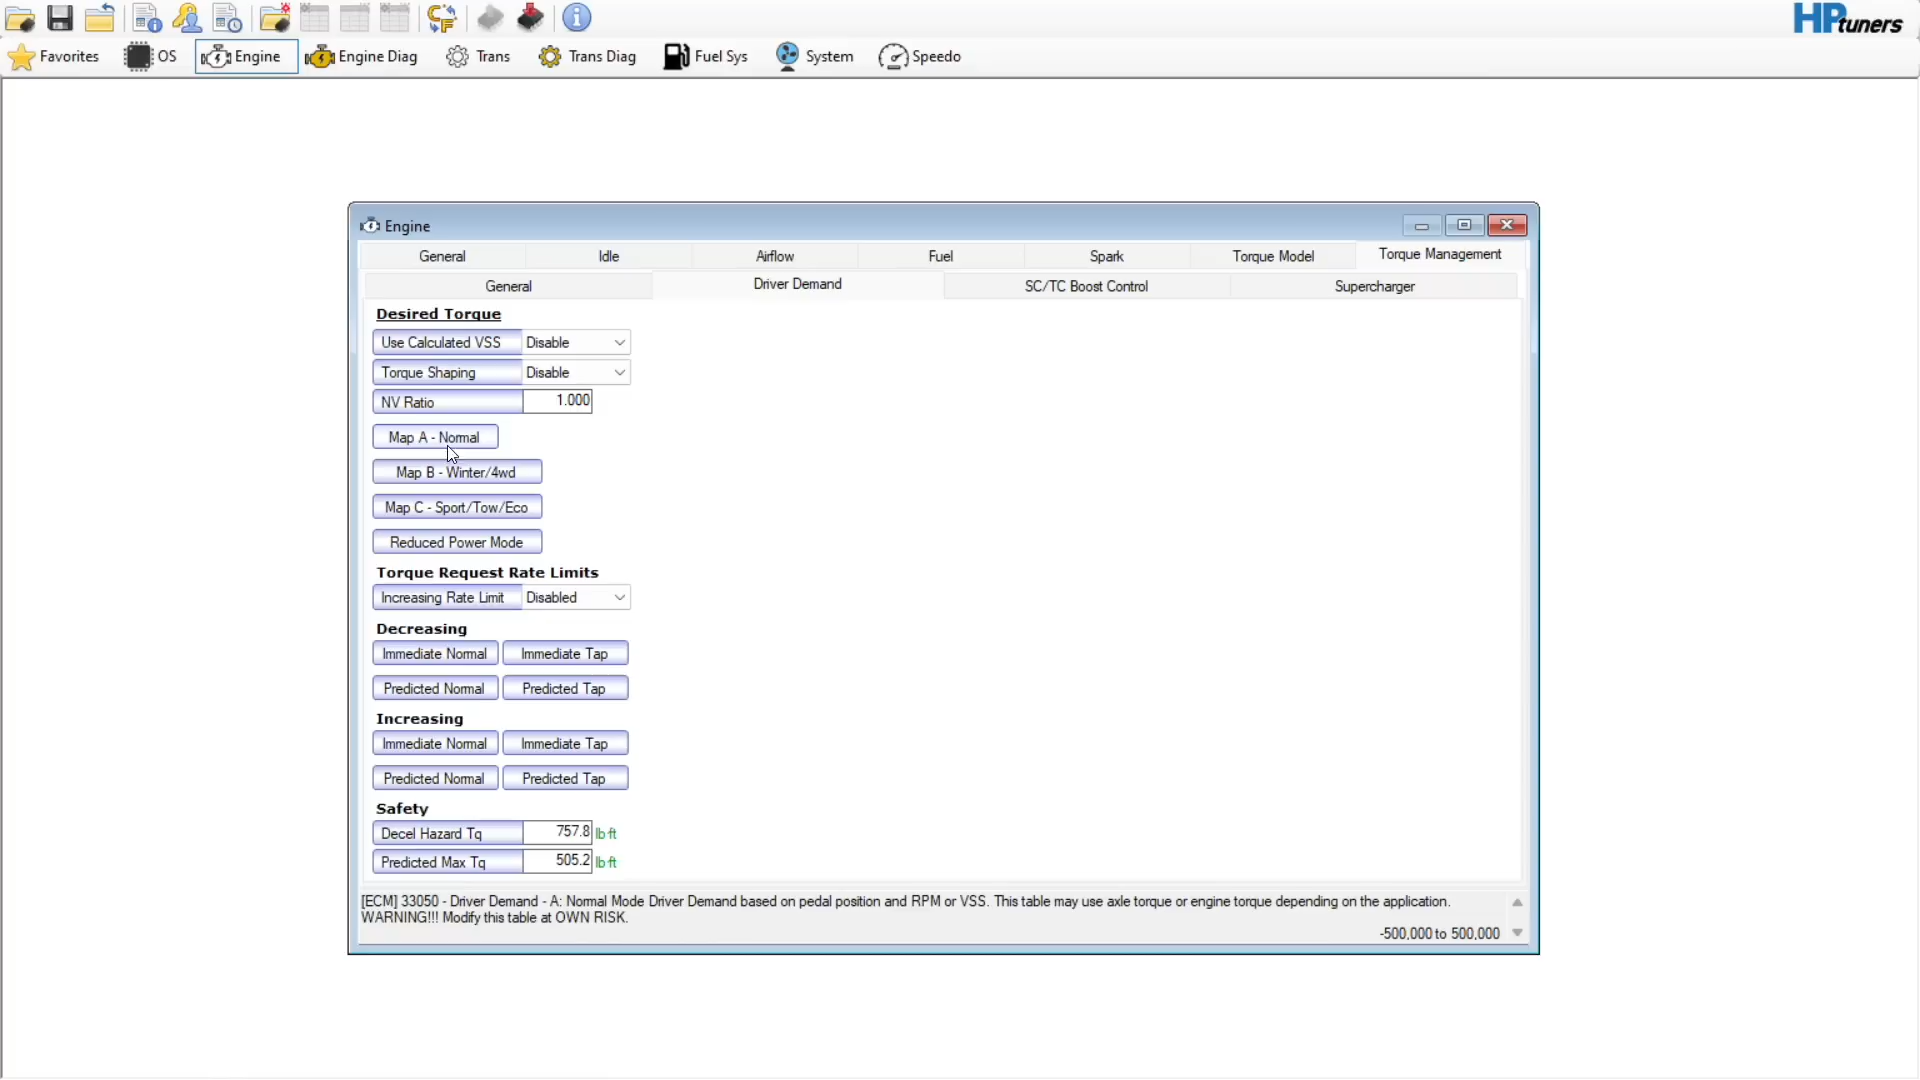 HPtuners
Favorites OS Engine Engine Diag Trans Trans Diag Fuel Sys System Speedo
Engine
General Idle Airflow Fuel Spark Torque Model Torque Management
General Driver Demand SC/TC Boost Control Supercharger
Desired Torque
Use Calculated VSS Disable
Torque Shaping Disable
NV Ratio 1.000
Map A - Normal
Map B - Winter/4wd
Map C - Sport/Tow/Eco
Reduced Power Mode
Torque Request Rate Limits
Increasing Rate Limit Disabled
Decreasing
Immediate Normal Immediate Tap
Predicted Normal Predicted Tap
Increasing
Immediate Normal Immediate Tap
Predicted Normal Predicted Tap
Safety
Decel Hazard Tq 757.8 lb·ft
Predicted Max Tq 505.2 lb·ft
[ECM] 33050 - Driver Demand - A: Normal Mode Driver Demand based on pedal position and RPM or VSS. This table may use axle torque or engine torque depending on the application.
WARNING!!! Modify this table at OWN RISK.
-500,000 to 500,000